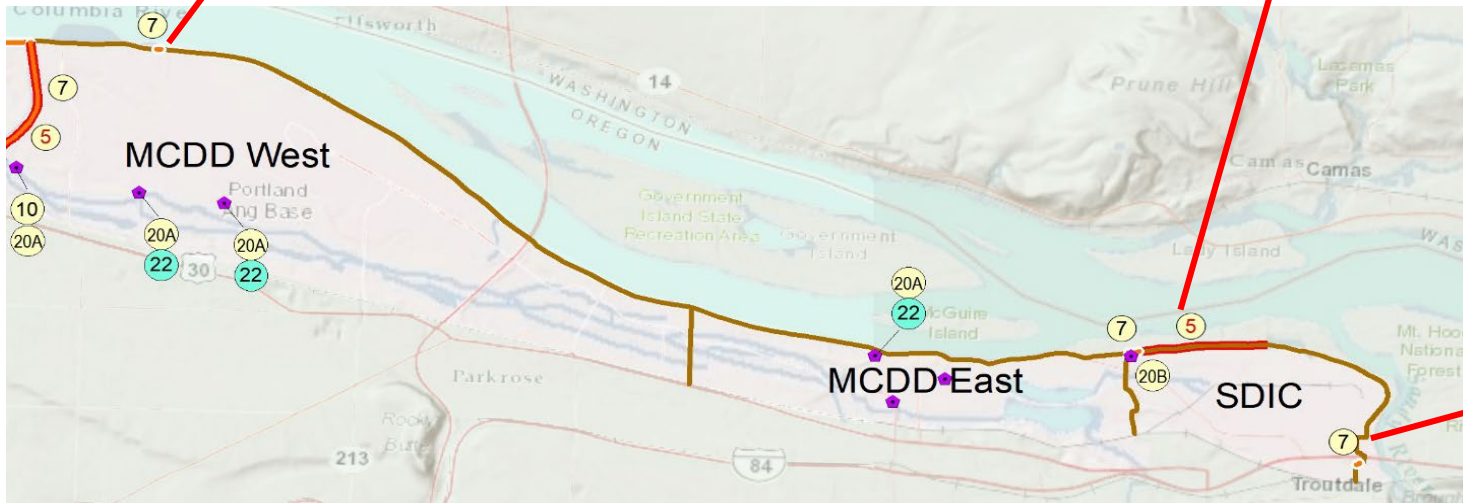 Columbia River
Ellsworth
7
14
WASHINGTON
OREGON
Prune Hill
Lacamas
Park
7
5
MCDD West
Portland
Ang Base
Camas
Camas
10
20A
20A
22
20A
22
30
Government
Island State
Recreation Area
Government
Island
Lady Island
WAS
20A
22
McGuire
Island
7
5
Mt. Hood
National
Forest
20B
Parkrose
MCDD East
SDIC
Rocky
Butte
213
84
7
Troutdale